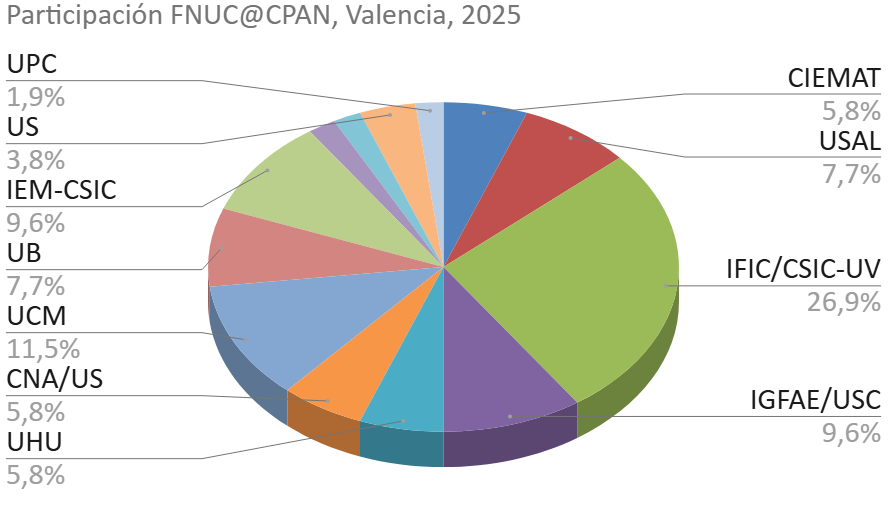 Participación FNUC@CPAN, Valencia, 2025
UPC
1,9%
US
3,8%
IEM-CSIC
9,6%
UB
7,7%
UCM
11,5%
CNA/US
5,8%
UHU
5,8%
CIEMAT
5,8%
USAL
7,7%
IFIC/CSIC-UV
26,9%
IGFAE/USC
9,6%